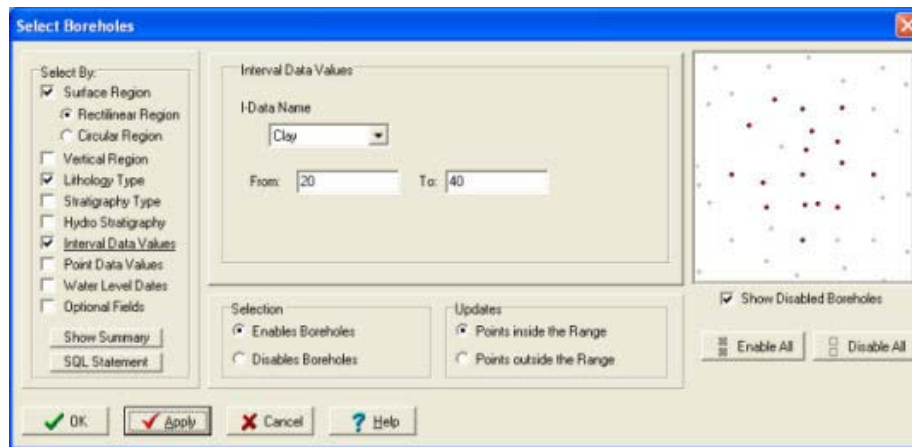 Select Boreholes
Select By:
Surface Region
Rectilinear Region
Circular Region
Vertical Region
Lithology Type
Stratigraphy Type
Hydro Stratigraphy
Interval Data Values
Point Data Values
Water Level Dates
Optional Fields
Show Summary
SQL Statement
Interval Data Values
I-Data Name
Clay
From: 20 To: 40
Selection
Enables Boreholes
Disables Boreholes
Updates
Points inside the Range
Points outside the Range
Show Disabled Boreholes
Enable All Disable All
OK Apply Cancel Help